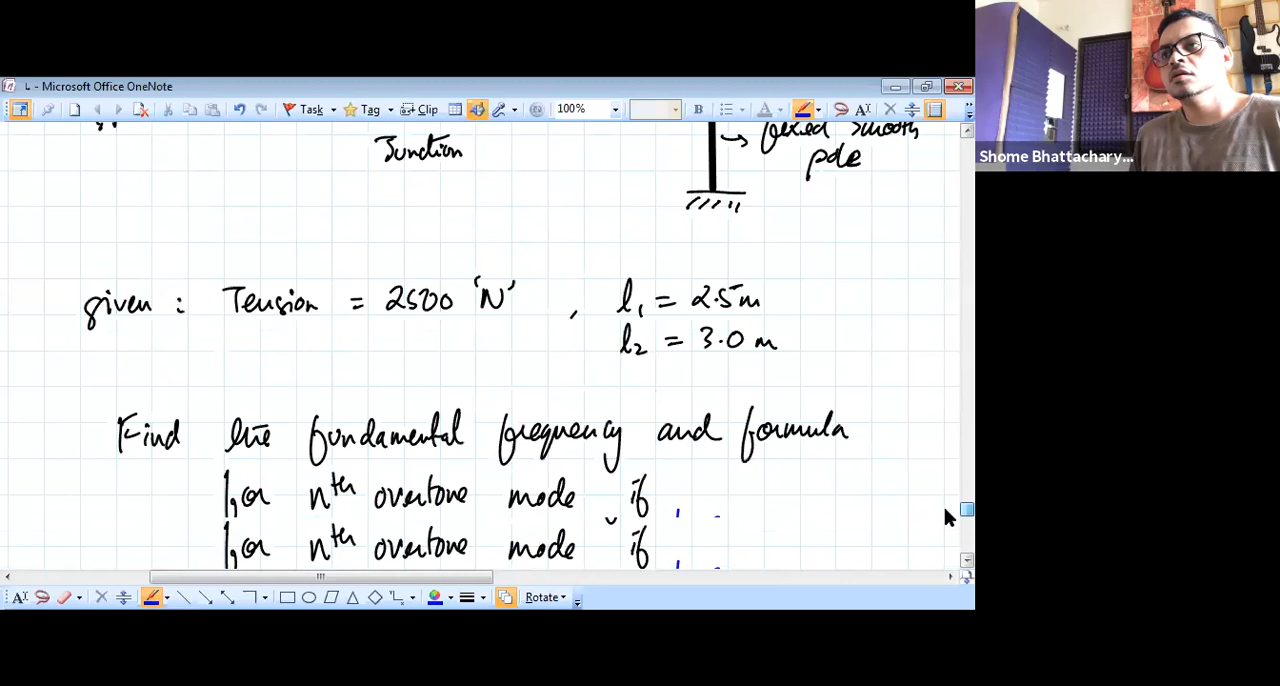 L - Microsoft Office OneNote
Task Tag Clip 100% B A
fixed smooth
Junction
pole
Shome Bhattachary...
given : Tension = 2500 'N' , l₁ = 2.5m
l₂ = 3.0 m
Find the fundamental frequency and formula
for nth overtone mode if
for nth overtone mode if
Rotate